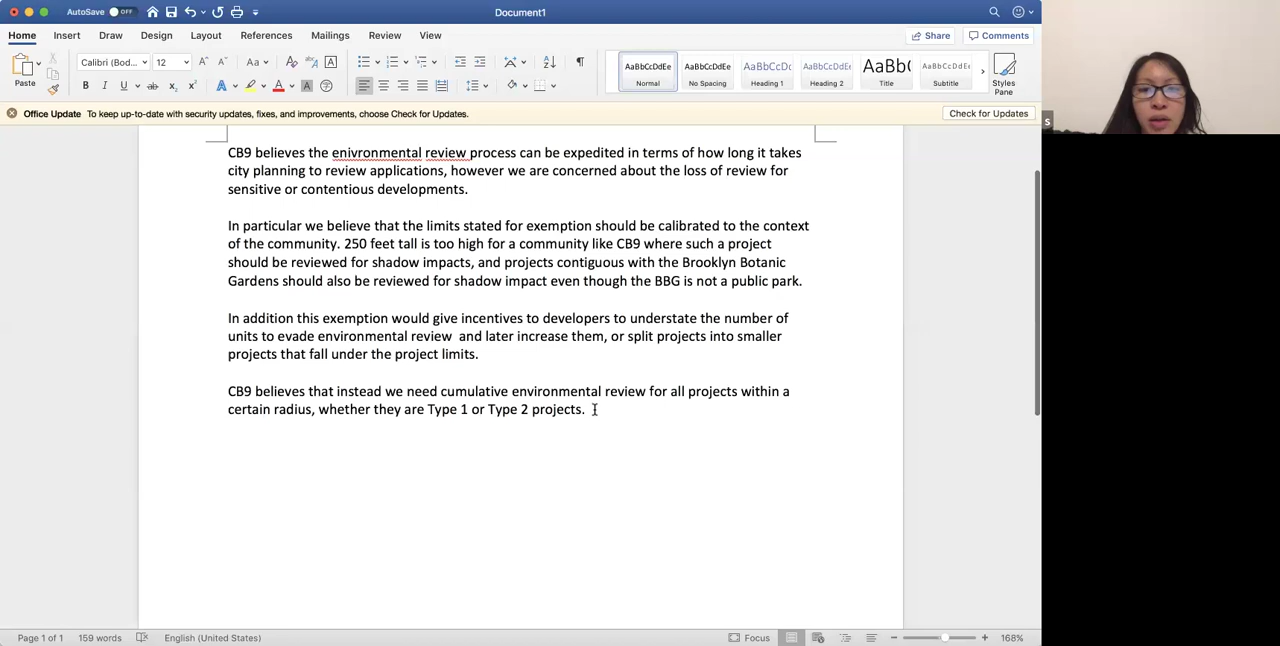 AutoSave OFF Document1
Home Insert Draw Design Layout References Mailings Review View Share Comments
Paste Calibri (Bod... 12 Aa AaBbCcDdEe AaBbCcDdEe AaBbCcDdEe AaBbCcDdEe AaBb( AaBbCcDdEe
B I U ab x₂ x² A A A Normal No Spacing Heading 1 Heading 2 Title Subtitle Styles Pane
Office Update To keep up-to-date with security updates, fixes, and improvements, choose Check for Updates. Check for Updates
CB9 believes the enivronmental review process can be expedited in terms of how long it takes
city planning to review applications, however we are concerned about the loss of review for
sensitive or contentious developments.
In particular we believe that the limits stated for exemption should be calibrated to the context
of the community. 250 feet tall is too high for a community like CB9 where such a project
should be reviewed for shadow impacts, and projects contiguous with the Brooklyn Botanic
Gardens should also be reviewed for shadow impact even though the BBG is not a public park.
In addition this exemption would give incentives to developers to understate the number of
units to evade environmental review  and later increase them, or split projects into smaller
projects that fall under the project limits.
CB9 believes that instead we need cumulative environmental review for all projects within a
certain radius, whether they are Type 1 or Type 2 projects.
Page 1 of 1 159 words English (United States) Focus 168%
s